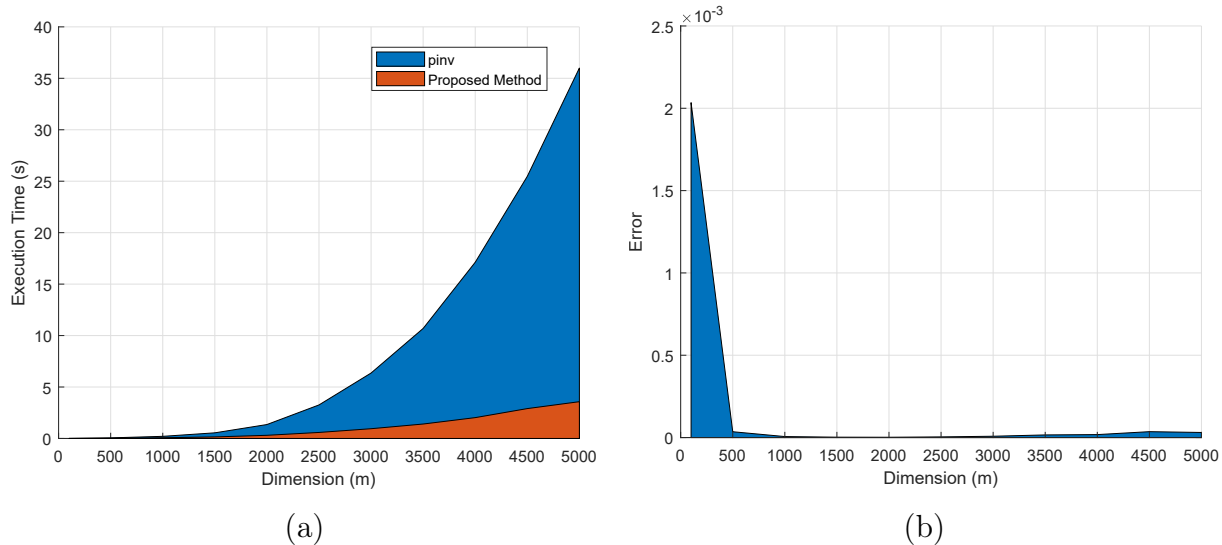 40
35
30
25
20
15
10
5
0
Execution Time (s)
pinv
Proposed Method
0 500 1000 1500 2000 2500 3000 3500 4000 4500 5000
Dimension (m)
(a)
×10⁻³
2.5
2
1.5
1
0.5
0
Error
0 500 1000 1500 2000 2500 3000 3500 4000 4500 5000
Dimension (m)
(b)